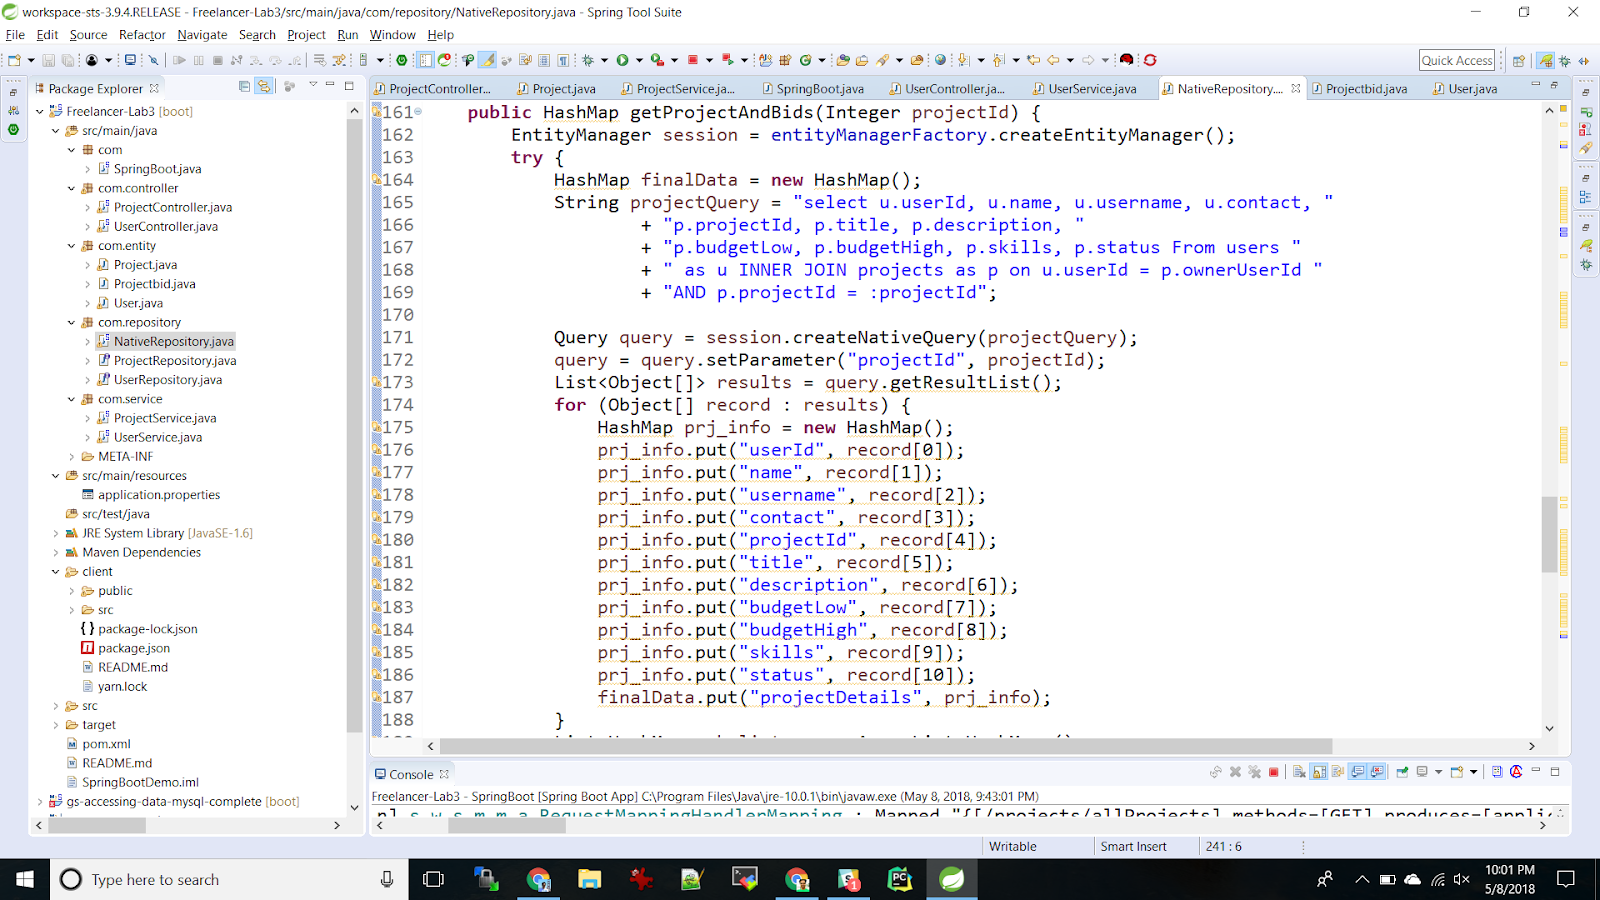 workspace-sts-3.9.4.RELEASE - Freelancer-Lab3/src/main/java/com/repository/NativeRepository.java - Spring Tool Suite
File Edit Source Refactor Navigate Search Project Run Window Help
Quick Access
Package Explorer
Freelancer-Lab3 [boot]
src/main/java
com
SpringBoot.java
com.controller
ProjectController.java
UserController.java
com.entity
Project.java
Projectbid.java
User.java
com.repository
NativeRepository.java
ProjectRepository.java
UserRepository.java
com.service
ProjectService.java
UserService.java
META-INF
src/main/resources
application.properties
src/test/java
JRE System Library [JavaSE-1.6]
Maven Dependencies
client
public
src
package-lock.json
package.json
README.md
yarn.lock
src
target
pom.xml
README.md
SpringBootDemo.iml
gs-accessing-data-mysql-complete [boot]
ProjectController... Project.java ProjectService.ja... SpringBoot.java UserController.ja... UserService.java NativeRepository.... Projectbid.java User.java
161 public HashMap getProjectAndBids(Integer projectId) {
162 EntityManager session = entityManagerFactory.createEntityManager();
163 try {
164 HashMap finalData = new HashMap();
165 String projectQuery = "select u.userId, u.name, u.username, u.contact, "
166 + "p.projectId, p.title, p.description, "
167 + "p.budgetLow, p.budgetHigh, p.skills, p.status From users "
168 + " as u INNER JOIN projects as p on u.userId = p.ownerUserId "
169 + "AND p.projectId = :projectId";
170
171 Query query = session.createNativeQuery(projectQuery);
172 query = query.setParameter("projectId", projectId);
173 List<Object[]> results = query.getResultList();
174 for (Object[] record : results) {
175 HashMap prj_info = new HashMap();
176 prj_info.put("userId", record[0]);
177 prj_info.put("name", record[1]);
178 prj_info.put("username", record[2]);
179 prj_info.put("contact", record[3]);
180 prj_info.put("projectId", record[4]);
181 prj_info.put("title", record[5]);
182 prj_info.put("description", record[6]);
183 prj_info.put("budgetLow", record[7]);
184 prj_info.put("budgetHigh", record[8]);
185 prj_info.put("skills", record[9]);
186 prj_info.put("status", record[10]);
187 finalData.put("projectDetails", prj_info);
188 }
Console
Freelancer-Lab3 - SpringBoot [Spring Boot App] C:\Program Files\Java\jre-10.0.1\bin\javaw.exe (May 8, 2018, 9:43:01 PM)
n] s.w.s.m.m.a.RequestMappingHandlerMapping : Mapped "{[/projects/allProjects],methods=[GET],produces=[appli
Writable Smart Insert 241 : 6
Type here to search
10:01 PM
5/8/2018